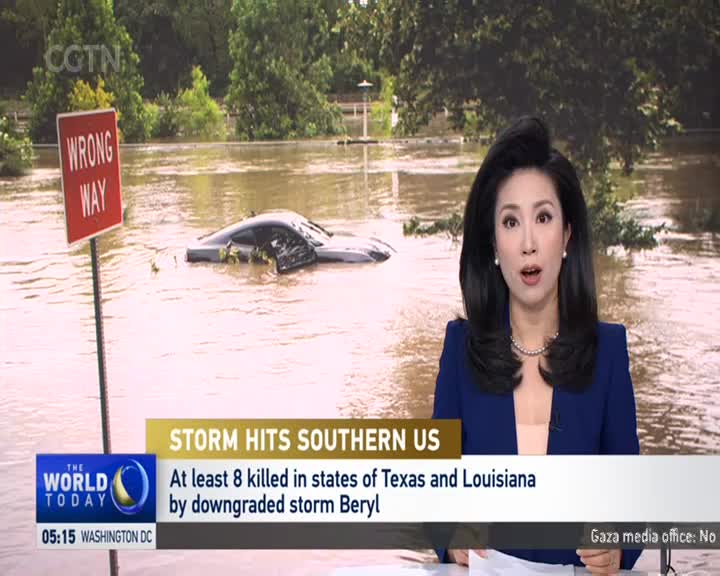 CGTN
WRONG
WAY
STORM HITS SOUTHERN US
THE
WORLD
TODAY
At least 8 killed in states of Texas and Louisiana
by downgraded storm Beryl
05:15 WASHINGTON DC
Gaza media office: No